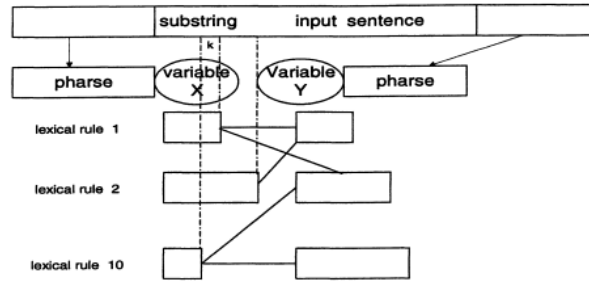 substring input sentence
k
pharse variable X Variable Y pharse
lexical rule 1
lexical rule 2
lexical rule 10